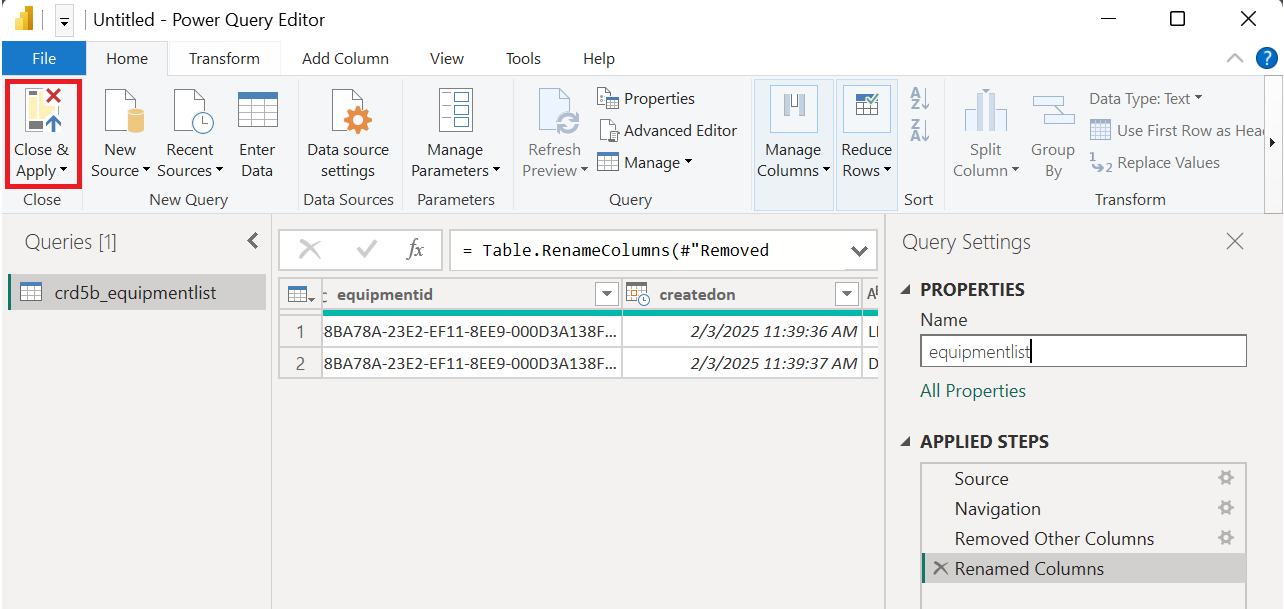 Untitled - Power Query Editor
File Home Transform Add Column View Tools Help
?
Close & Apply
Close
New Source
Recent Sources
Enter Data
New Query
Data source settings
Data Sources
Manage Parameters
Parameters
Refresh Preview
Properties
Advanced Editor
Manage
Query
Manage Columns
Reduce Rows
A
Z
Z
A
Sort
Split Column
Group By
Data Type: Text
Use First Row as Hea
1 2 Replace Values
Transform
Queries [1]
crd5b_equipmentlist
fx
= Table.RenameColumns(#"Removed
equipmentid createdon
1 8BA78A-23E2-EF11-8EE9-000D3A138F... 2/3/2025 11:39:36 AM
2 8BA78A-23E2-EF11-8EE9-000D3A138F... 2/3/2025 11:39:37 AM D
Query Settings
PROPERTIES
Name
equipmentlist
All Properties
APPLIED STEPS
Source
Navigation
Removed Other Columns
Renamed Columns